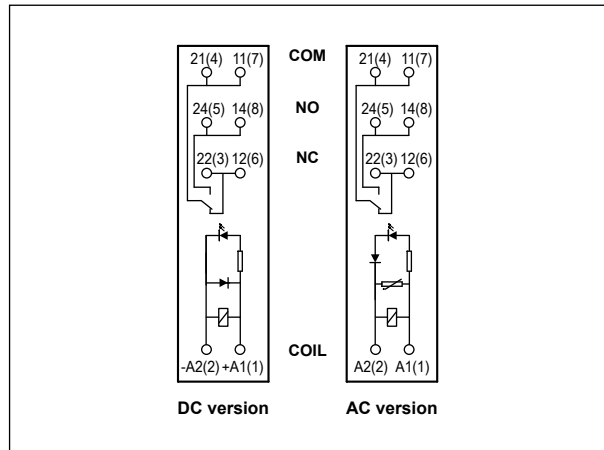 21(4) 11(7) COM 21(4) 11(7)
24(5) 14(8) NO 24(5) 14(8)
22(3) 12(6) NC 22(3) 12(6)
COIL
-A2(2) +A1(1) A2(2) A1(1)
DC version AC version